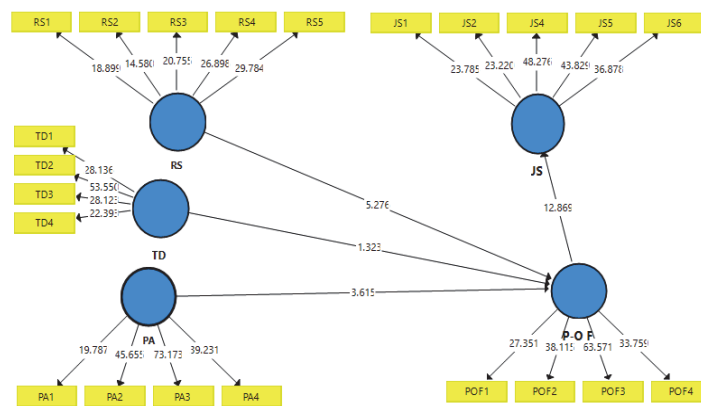 RS1 RS2 RS3 RS4 RS5
JS1 JS2 JS4 JS5 JS6
18.899 14.580 20.755 26.898 29.784
23.785 23.220 48.276 43.829 36.878
RS
JS
TD1
TD2
TD3
TD4
28.136
53.550
28.123
22.393
TD
5.276
12.869
1.323
3.615
PA
P-O F
19.787 45.655 73.173 39.231
27.351 38.115 63.571 33.759
PA1 PA2 PA3 PA4
POF1 POF2 POF3 POF4